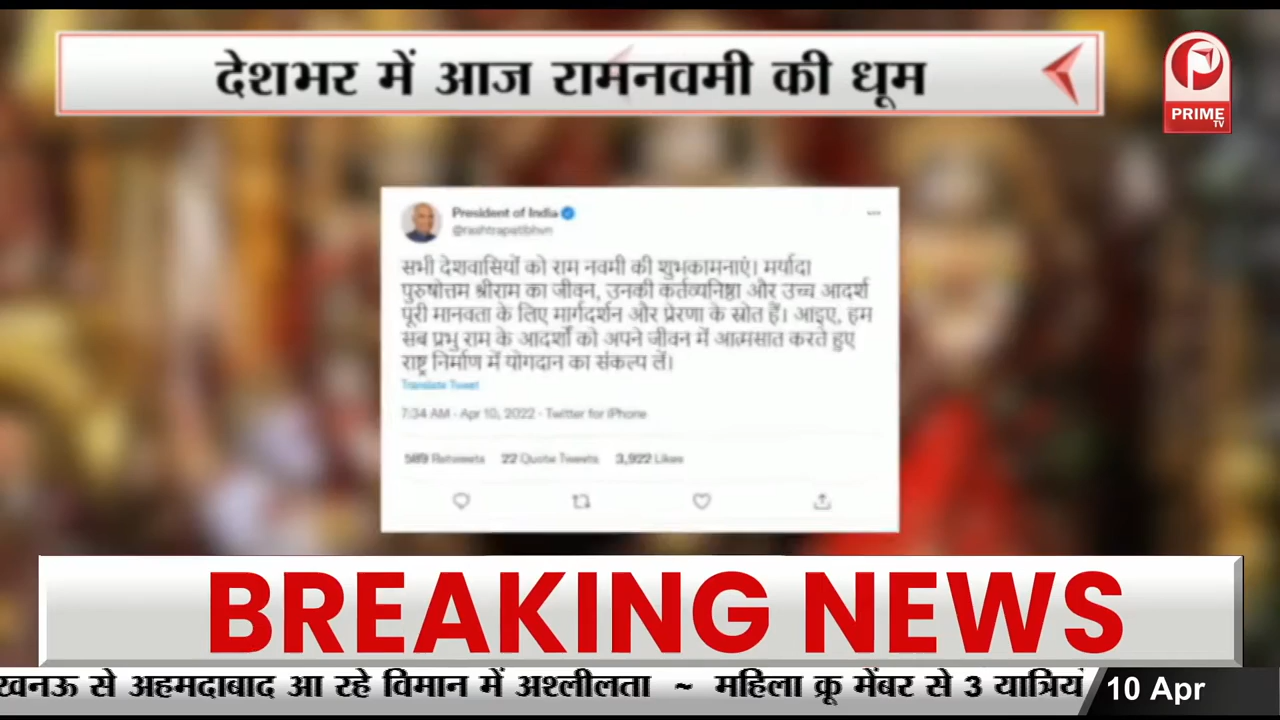 देशभर में आज रामनवमी की धूम
PRIME
TV
President of India
@rashtrapatibhvn
सभी देशवासियों को राम नवमी की शुभकामनाएं। मर्यादा
पुरुषोत्तम श्रीराम का जीवन, उनकी कर्तव्यनिष्ठा और उच्च आदर्श
पूरी मानवता के लिए मार्गदर्शन और प्रेरणा के स्रोत हैं। आइए, हम
सब प्रभु राम के आदर्शों को अपने जीवन में आत्मसात करते हुए
राष्ट्र निर्माण में योगदान का संकल्प लें।
Translate Tweet
7:34 AM · Apr 10, 2022 · Twitter for iPhone
589 Retweets 22 Quote Tweets 3,922 Likes
BREAKING NEWS
खनऊ से अहमदाबाद आ रहे विमान में अश्लीलता ~ महिला क्रू मेंबर से 3 यात्रियं
10 Apr